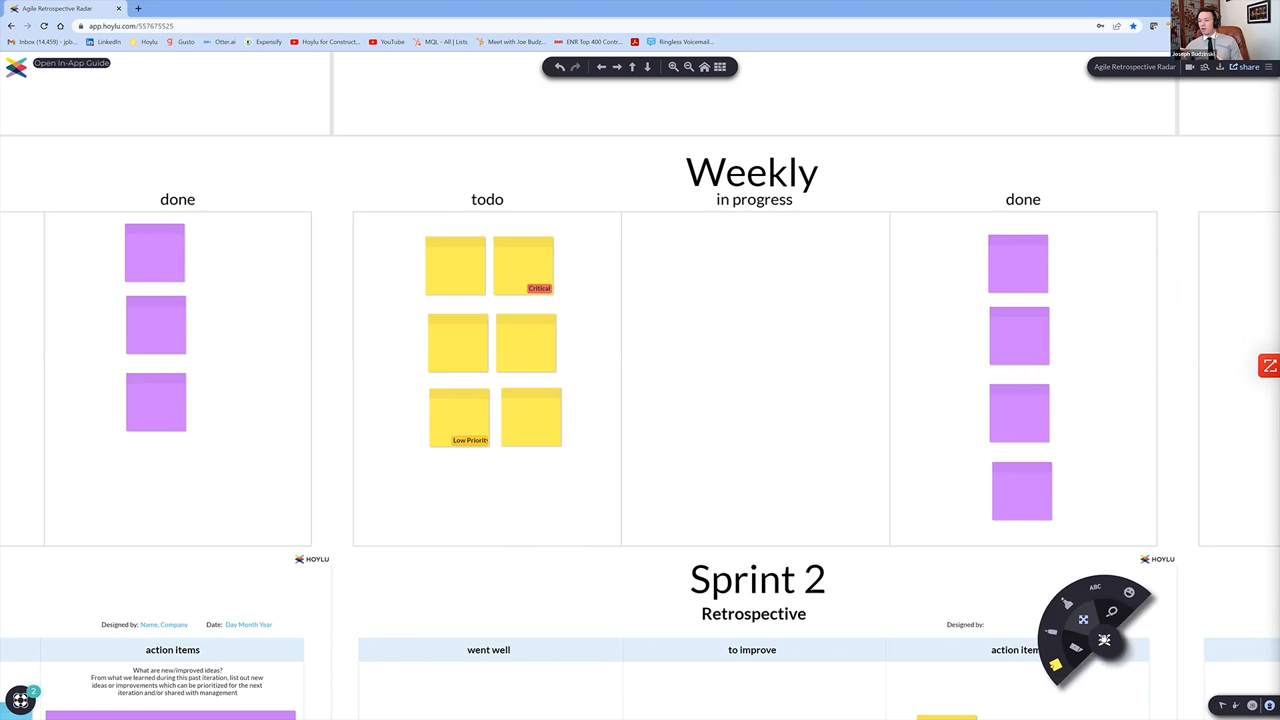 Agile Retrospective Radar
app.hoylu.com/557675525
Inbox (14,459) - jpb...
LinkedIn
Hoylu
Gusto
Otter.ai
Expensify
Hoylu for Construct...
YouTube
MQL - All | Lists
Meet with Joe Budz...
ENR Top 400 Contr...
Ringless Voicemail...
Joseph Budzinski
Open In-App Guide
Agile Retrospective Radar
share
Weekly
done
todo
in progress
done
Critical
Low Priorit
HOYLU
HOYLU
Sprint 2
Retrospective
Designed by: Name, Company
Date: Day Month Year
Designed by:
action items
went well
to improve
action item
What are new/improved ideas?
From what we learned during this past iteration, list out new
ideas or improvements which can be prioritized for the next
iteration and/or shared with management
ABC
2